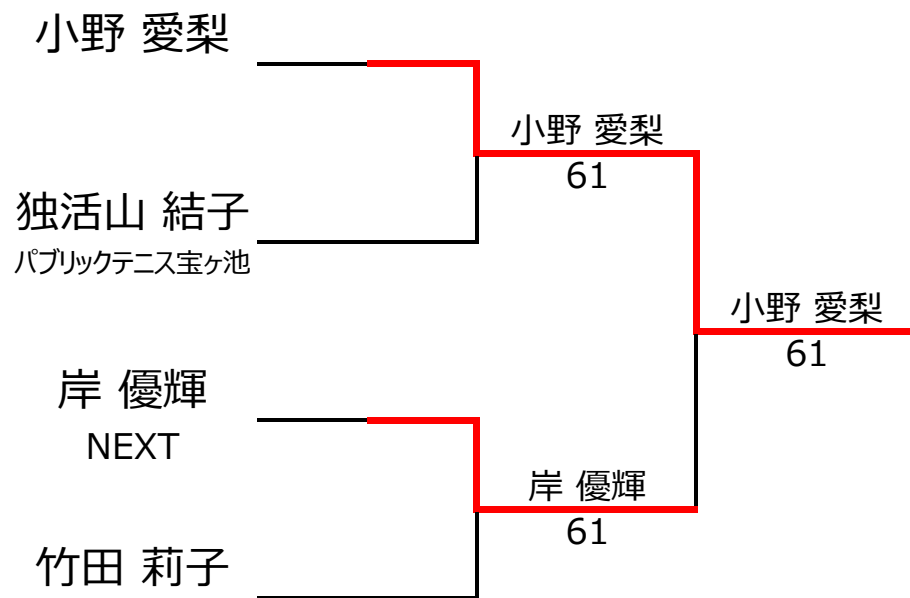 小野 愛梨
小野 愛梨
61
独活山 結子
パブリックテニス宝ヶ池
小野 愛梨
61
岸 優輝
NEXT
岸 優輝
61
竹田 莉子